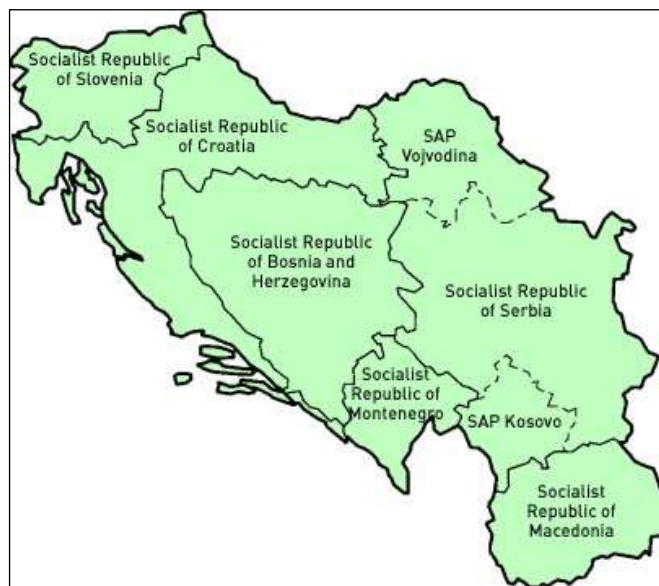 Socialist Republic
of Slovenia
Socialist Republic
of Croatia
SAP
Vojvodina
Socialist Republic
of Bosnia and
Herzegovina
Socialist Republic
of Serbia
Socialist
Republic of
Montenegro
SAP Kosovo
Socialist
Republic of
Macedonia